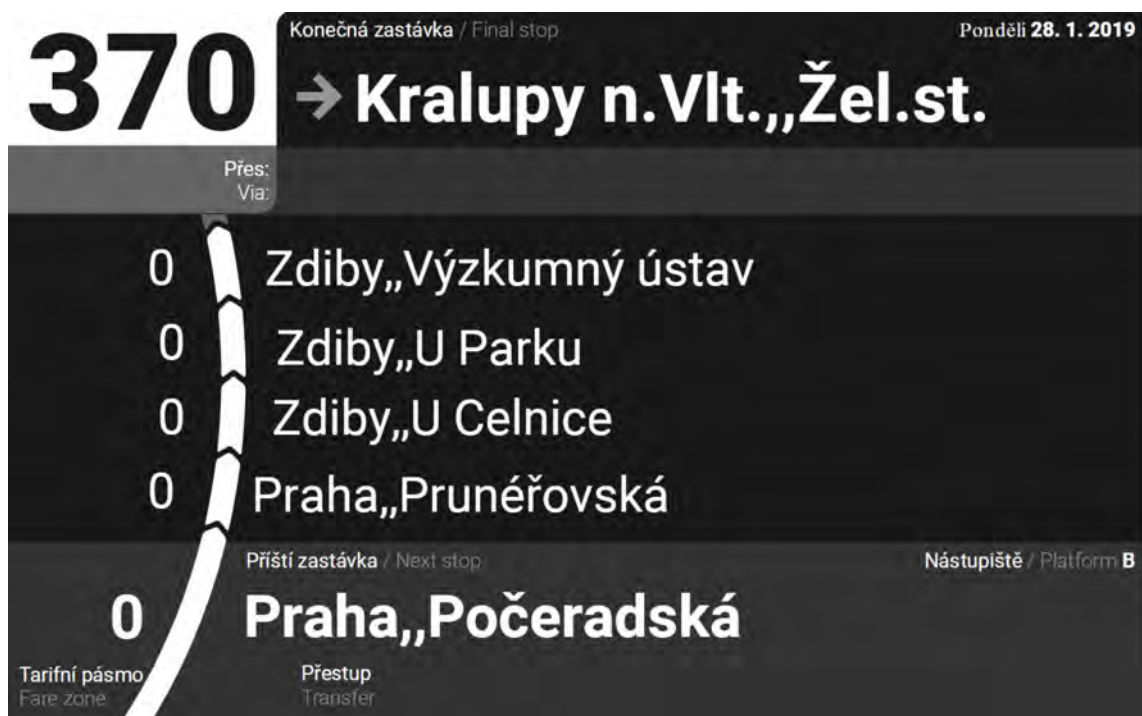 370
Konečná zastávka / Final stop
Ponděli 28. 1. 2019
→ Kralupy n.Vlt.,,Žel.st.
Přes:
Via:
0 Zdiby,,Výzkumný ústav
0 Zdiby,,U Parku
0 Zdiby,,U Celnice
0 Praha,,Prunéřovská
Příští zastávka / Next stop
Nástupiště / Platform B
0 Praha,,Počeradská
Tarifní pásmo
Fare zone
Přestup
Transfer